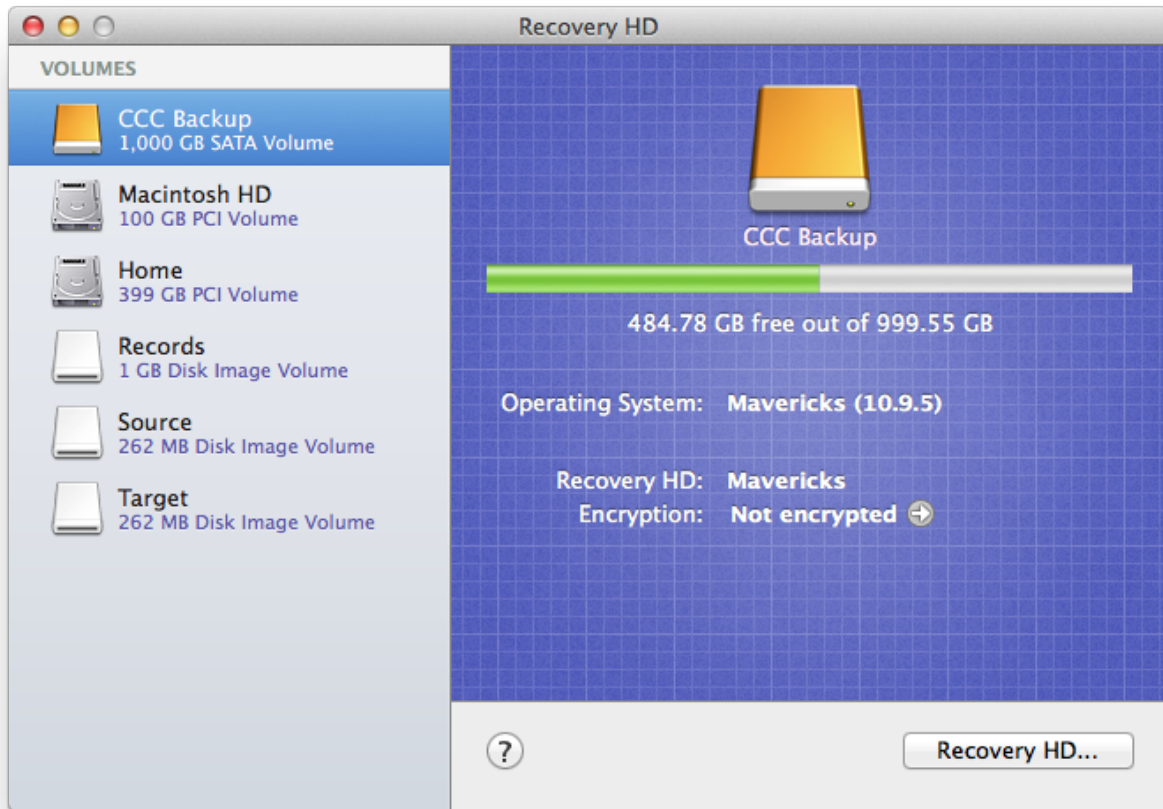 Recovery HD
VOLUMES
CCC Backup
1,000 GB SATA Volume
Macintosh HD
100 GB PCI Volume
Home
399 GB PCI Volume
Records
1 GB Disk Image Volume
Source
262 MB Disk Image Volume
Target
262 MB Disk Image Volume
CCC Backup
484.78 GB free out of 999.55 GB
Operating System: Mavericks (10.9.5)
Recovery HD: Mavericks
Encryption: Not encrypted
?
Recovery HD...